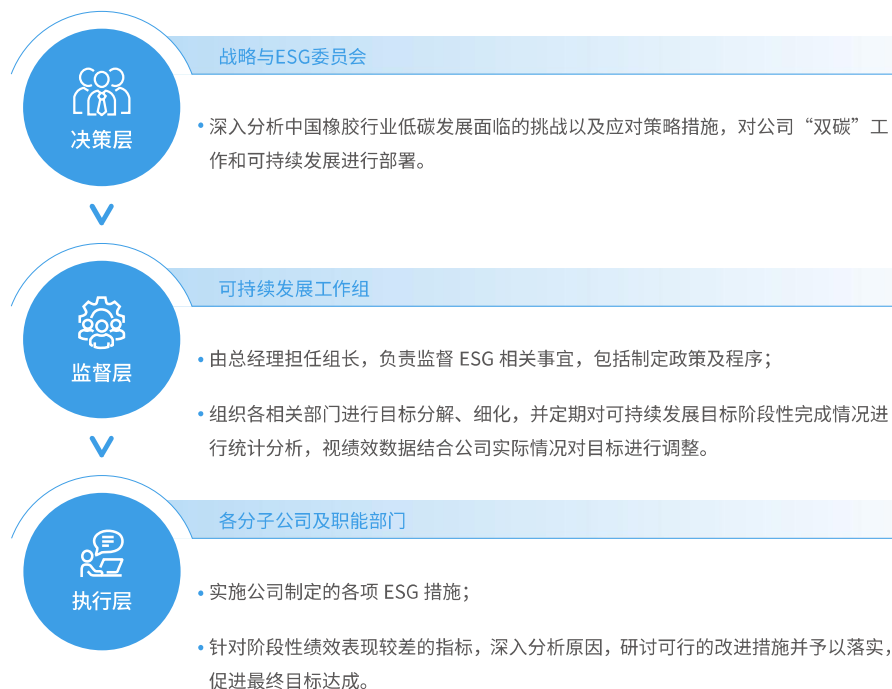 战略与ESG委员会
决策层
深入分析中国橡胶行业低碳发展面临的挑战以及应对策略措施，对公司“双碳”工
作和可持续发展进行部署。
可持续发展工作组
监督层
由总经理担任组长，负责监督 ESG 相关事宜，包括制定政策及程序；
组织各相关部门进行目标分解、细化，并定期对可持续发展目标阶段性完成情况进
行统计分析，视绩效数据结合公司实际情况对目标进行调整。
各分子公司及职能部门
执行层
实施公司制定的各项 ESG 措施；
针对阶段性绩效表现较差的指标，深入分析原因，研讨可行的改进措施并予以落实，
促进最终目标达成。